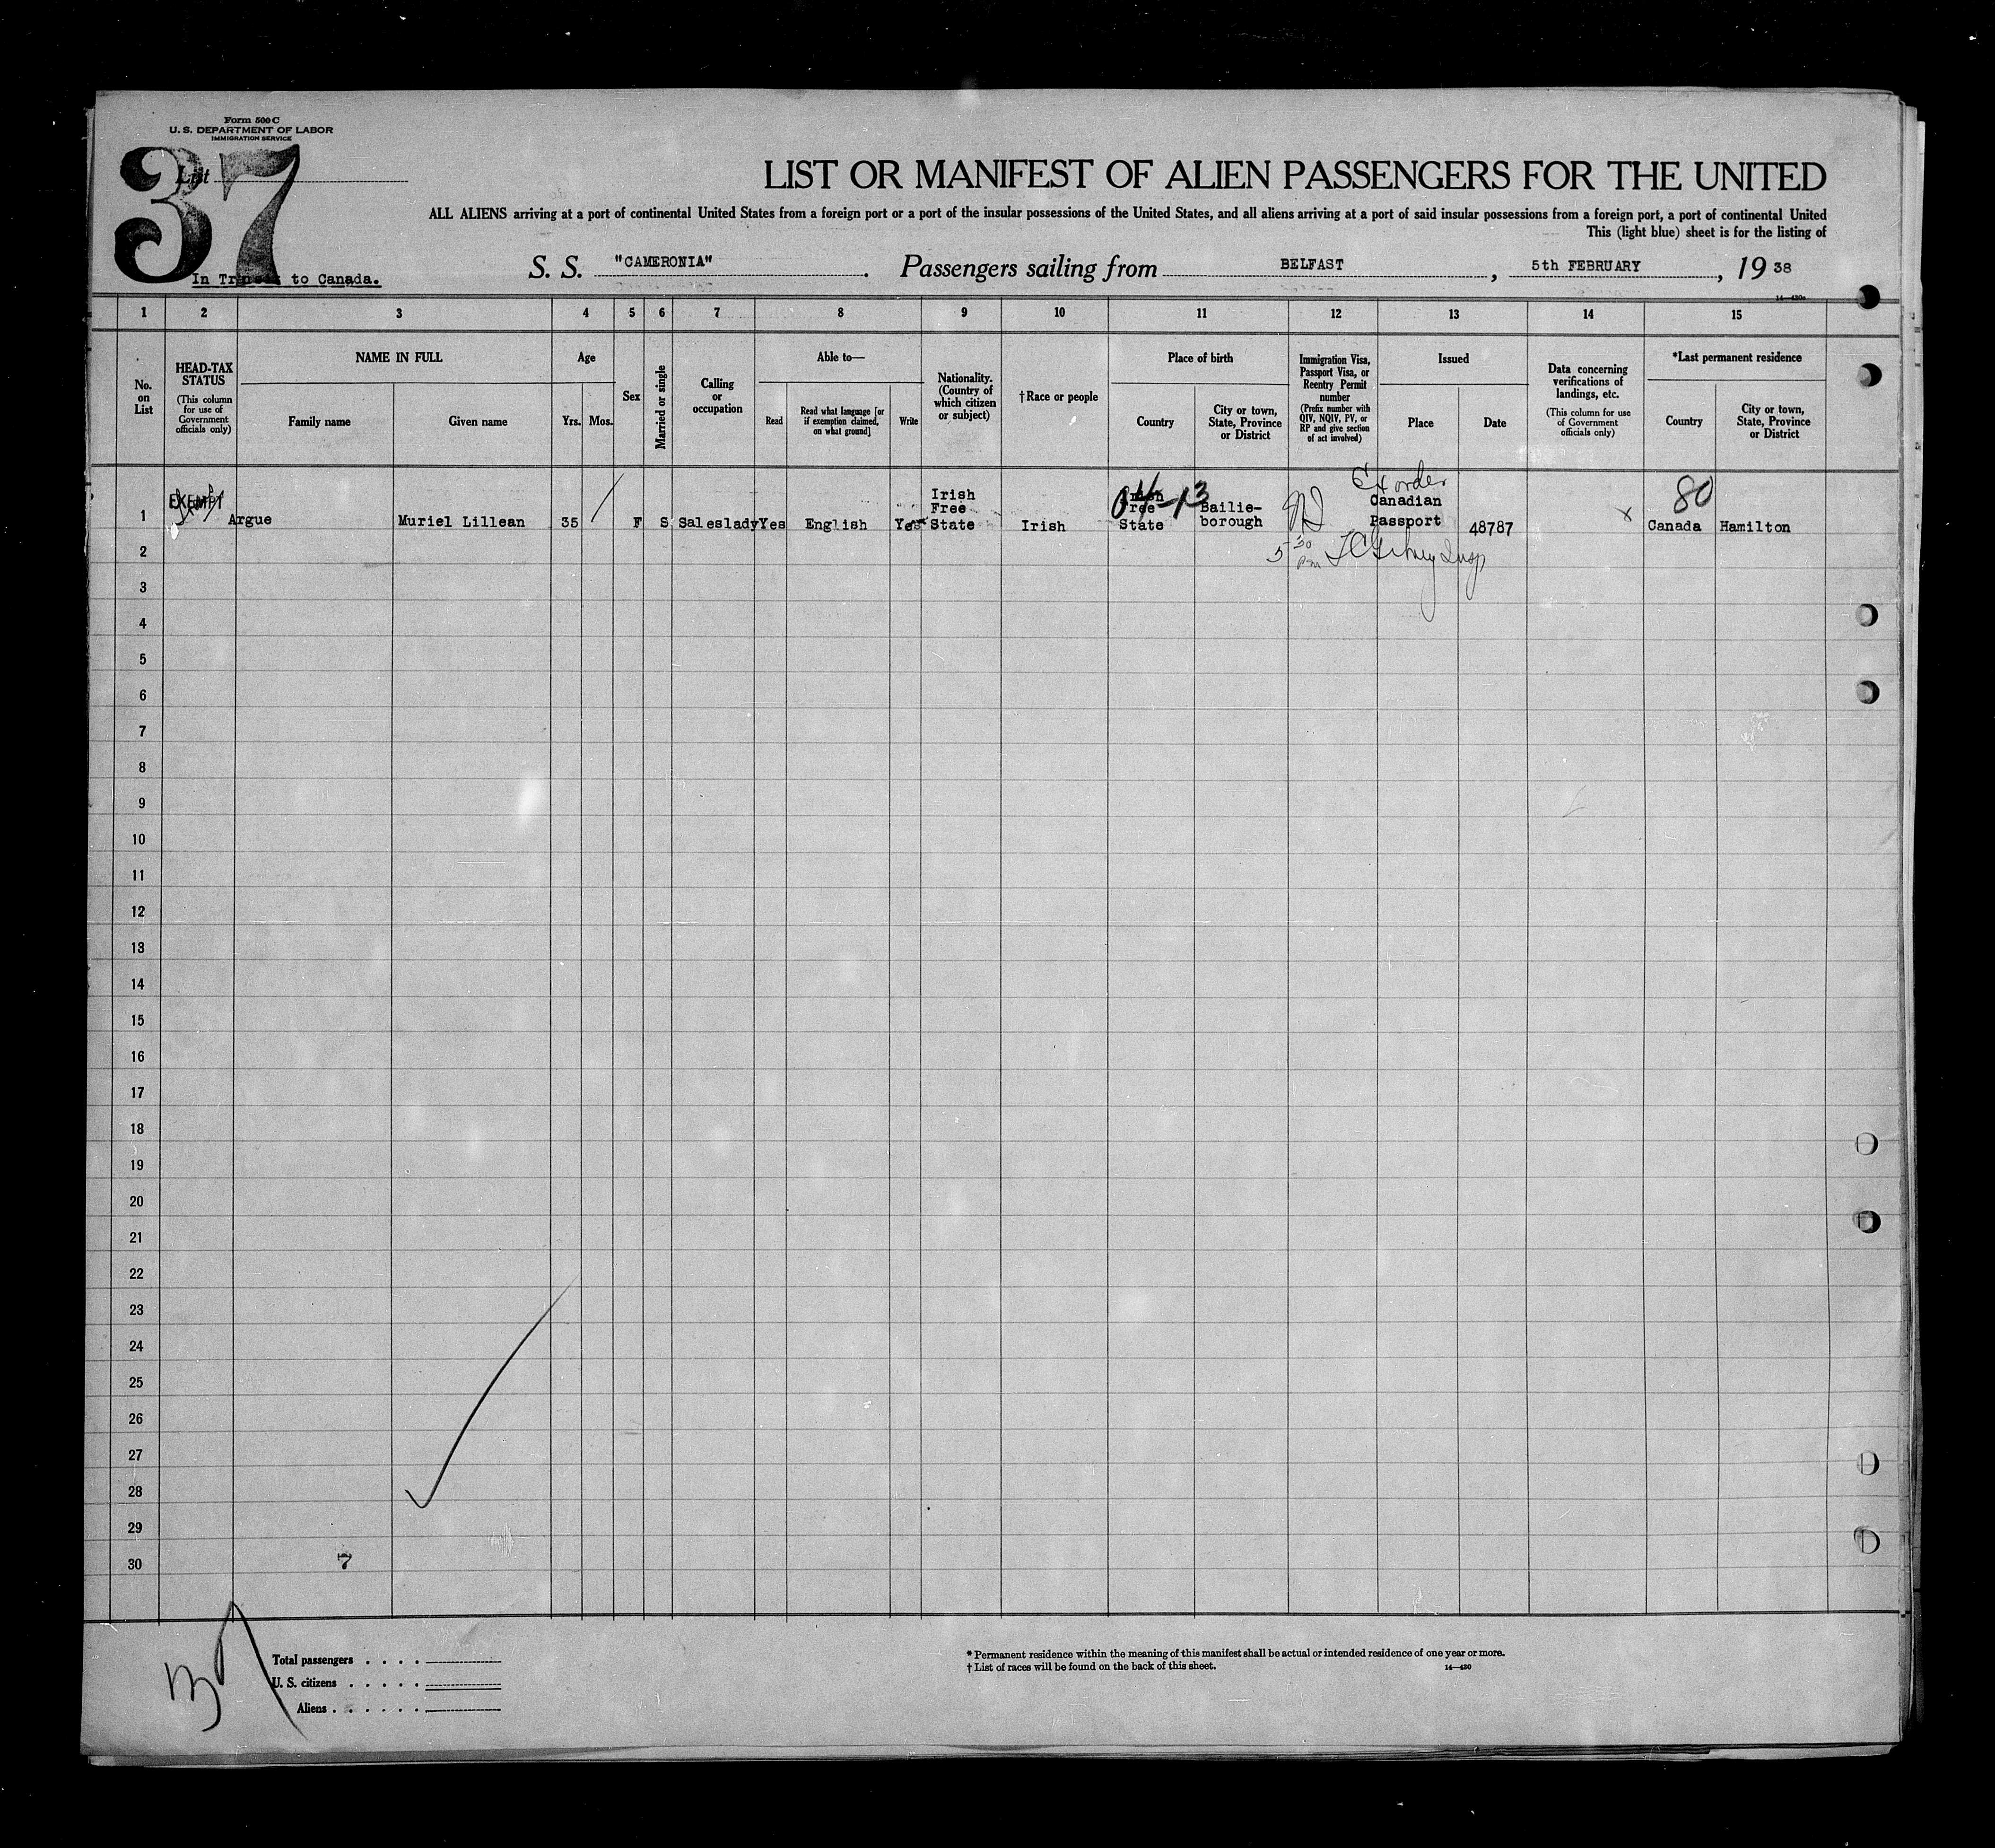 Form 500 C
U. S. DEPARTMENT OF LABOR
IMMIGRATION SERVICE
37
List
LIST OR MANIFEST OF ALIEN PASSENGERS FOR THE UNITED
ALL ALIENS arriving at a port of continental United States from a foreign port or a port of the insular possessions of the United States, and all aliens arriving at a port of said insular possessions from a foreign port, a port of continental United
This (light blue) sheet is for the listing of
In Transit to Canada.
S. S. "CAMERONIA". Passengers sailing from BELFAST, 5th FEBRUARY, 1938
14—430
1 2 3 4 5 6 7 8 9 10 11 12 13 14 15
No. on List
HEAD-TAX STATUS
(This column for use of Government officials only)
NAME IN FULL
Family name
Given name
Age
Yrs.
Mos.
Sex
Married or single
Calling or occupation
Able to—
Read
Read what language [or if exemption claimed, on what ground]
Write
Nationality. (Country of which citizen or subject)
†Race or people
Place of birth
Country
City or town, State, Province or District
Immigration Visa, Passport Visa, or Reentry Permit number
(Prefix number with QIV, NQIV, PV, or RP and give section of act involved)
Issued
Place
Date
Data concerning verifications of landings, etc.
(This column for use of Government officials only)
*Last permanent residence
Country
City or town, State, Province or District
1 EXEMPT Argue Muriel Lillean 35 F S Saleslady Yes English Yes Irish Free State Irish Irish Free State Bailie-borough Canadian Passport 48787 x Canada Hamilton
04-13
Ex order
80
5 30 pm
Insp
2
3
4
5
6
7
8
9
10
11
12
13
14
15
16
17
18
19
20
21
22
23
24
25
26
27
28
29
30
7
37
Total passengers
U. S. citizens
Aliens
* Permanent residence within the meaning of this manifest shall be actual or intended residence of one year or more.
† List of races will be found on the back of this sheet.
14—430